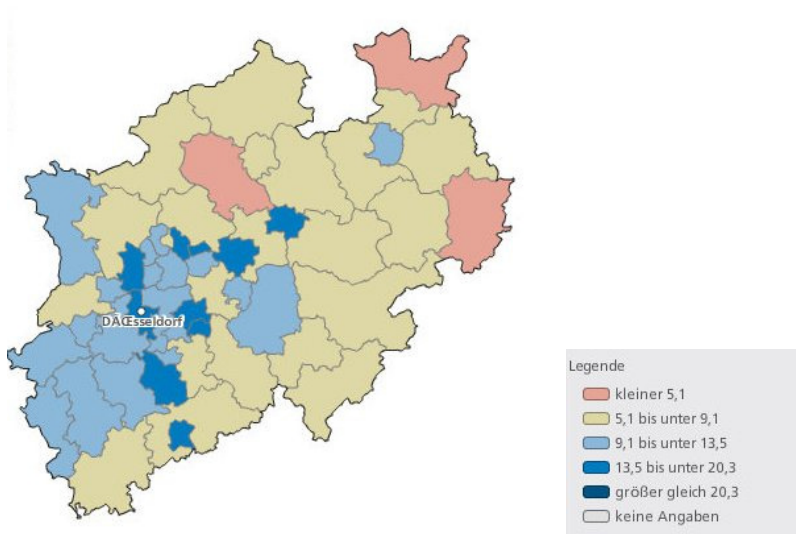 DÄŒsseldorf
Legende
kleiner 5,1
5,1 bis unter 9,1
9,1 bis unter 13,5
13,5 bis unter 20,3
größer gleich 20,3
keine Angaben